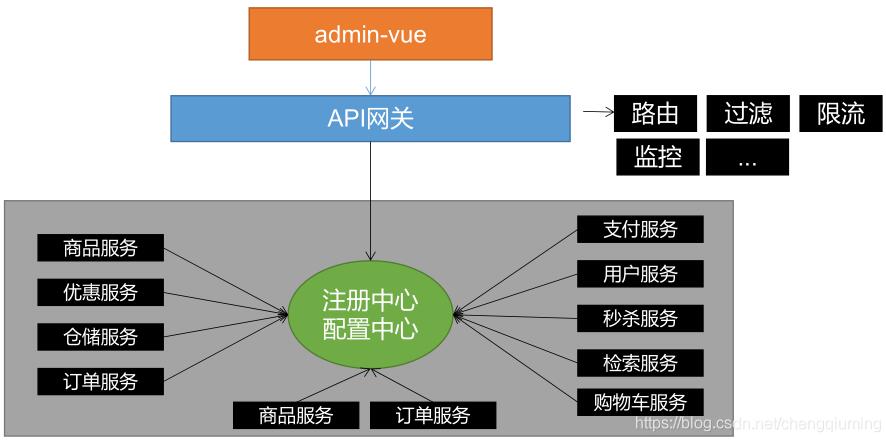 admin-vue
API网关
路由
过滤
限流
监控
...
商品服务
优惠服务
仓储服务
订单服务
注册中心
配置中心
支付服务
用户服务
秒杀服务
检索服务
购物车服务
商品服务
订单服务
https://blog.csdn.net/chengqiuming